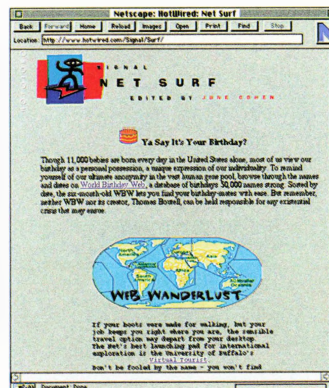 Netscape: HotWired: Net Surf
Back Forward Home Reload Images Open Print Find Stop
Location: http://www.hotwired.com/Signal/Surf/
SIGNAL
NET SURF
EDITED BY JUNE COHEN
Ya Say It's Your Birthday?
Though 11,000 babies are born every day in the United States alone, most of us view our
birthday as a personal possession, a unique expression of our individuality. To remind
yourself of our ultimate anonymity in the vast human gene pool, browse through the names
and dates on World Birthday Web, a database of birthdays 30,000 names strong. Sorted by
date, the six-month-old WBW lets you find your birthday-mates with ease. But remember,
neither WBW nor its creator, Thomas Boutell, can be held responsible for any existential
crisis that may ensue.
WEB WANDERLUST
If your boots were made for walking, but your
job keeps you right where you are, the sensible
travel option may depart from your desktop.
The Net's best launching pad for international
exploration is the University of Buffalo's
Virtual Tourist.
Don't be fooled by the name - you won't find
Document: Done